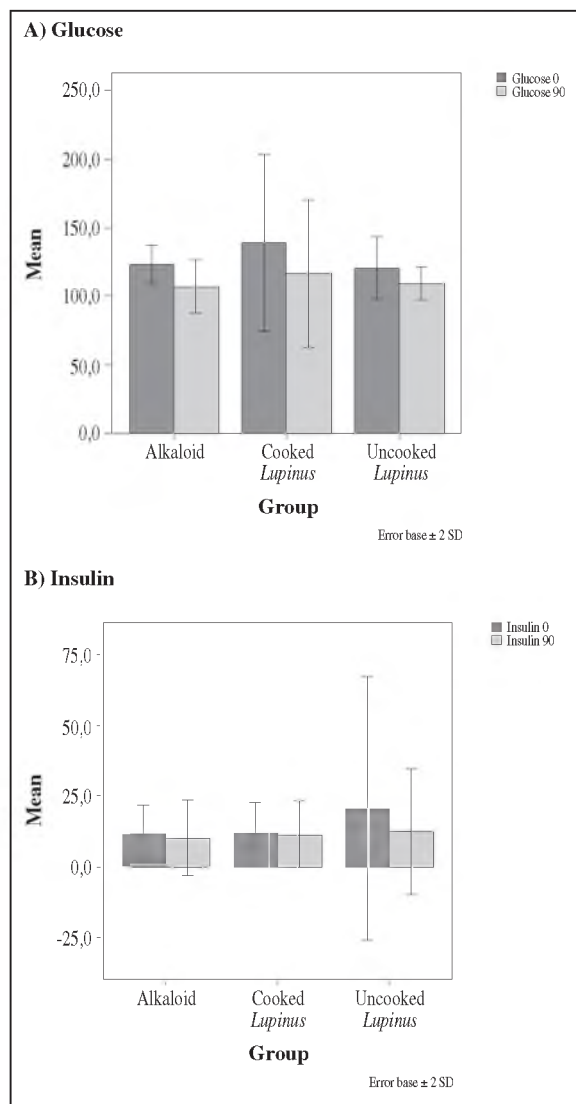 A) Glucose
Glucose 0
Glucose 90
250,0
200,0
150,0
100,0
50,0
0,0
Mean
Alkaloid
Cooked Lupinus
Uncooked Lupinus
Group
Error base ± 2 SD
B) Insulin
Insulin 0
Insulin 90
75,0
50,0
25,0
0,0
-25,0
Mean
Alkaloid
Cooked Lupinus
Uncooked Lupinus
Group
Error base ± 2 SD